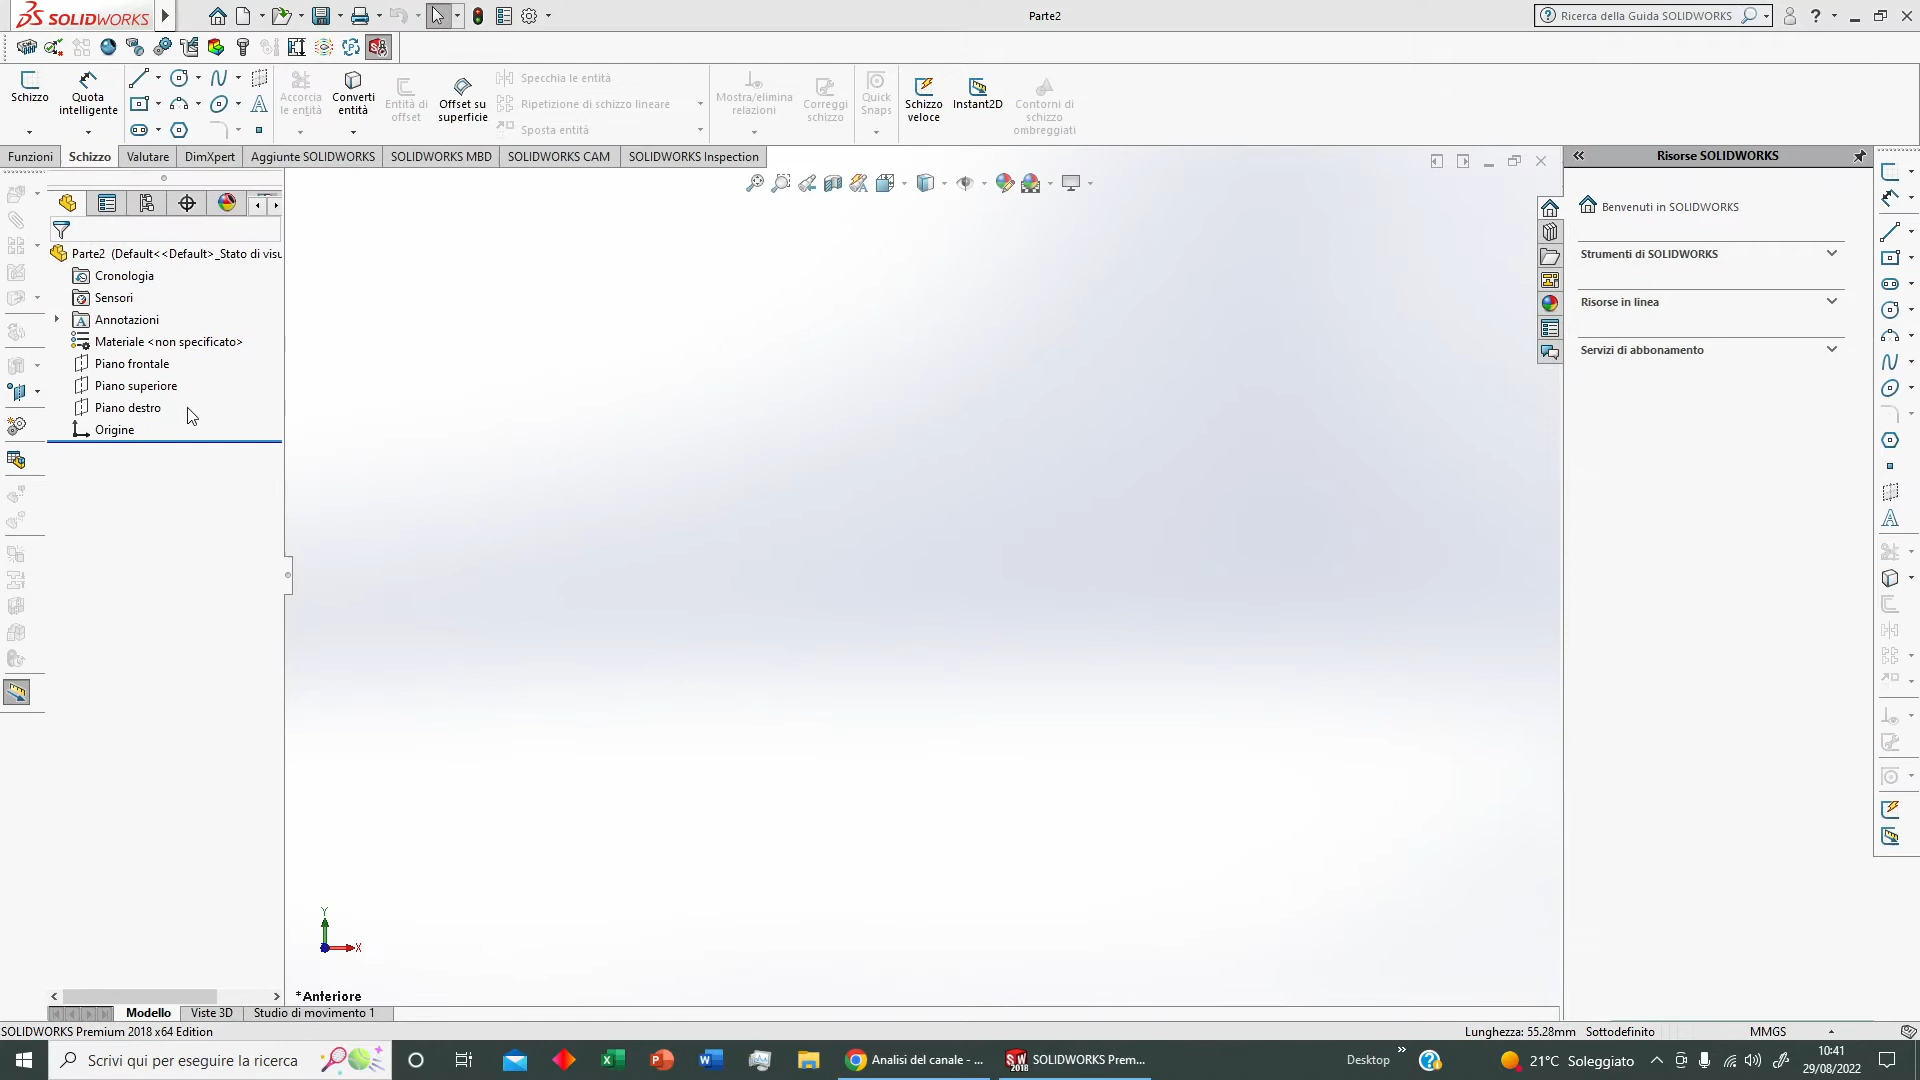 SOLIDWORKS
Parte2
Ricerca della Guida SOLIDWORKS
Schizzo
Quota intelligente
Accorcia le entità
Converti entità
Entità di offset
Offset su superficie
Specchia le entità
Ripetizione di schizzo lineare
Sposta entità
Mostra/elimina relazioni
Correggi schizzo
Quick Snaps
Schizzo veloce
Instant2D
Contorni di schizzo ombreggiati
Funzioni
Schizzo
Valutare
DimXpert
Aggiunte SOLIDWORKS
SOLIDWORKS MBD
SOLIDWORKS CAM
SOLIDWORKS Inspection
Risorse SOLIDWORKS
Benvenuti in SOLIDWORKS
Strumenti di SOLIDWORKS
Risorse in linea
Servizi di abbonamento
Parte2 (Default<<Default>_Stato di visu
Cronologia
Sensori
Annotazioni
Materiale <non specificato>
Piano frontale
Piano superiore
Piano destro
Origine
Y
X
*Anteriore
Modello
Viste 3D
Studio di movimento 1
SOLIDWORKS Premium 2018 x64 Edition
Lunghezza: 55.28mm
Sottodefinito
MMGS
Scrivi qui per eseguire la ricerca
Analisi del canale - ...
SOLIDWORKS Prem...
Desktop
21°C Soleggiato
10:41
29/08/2022